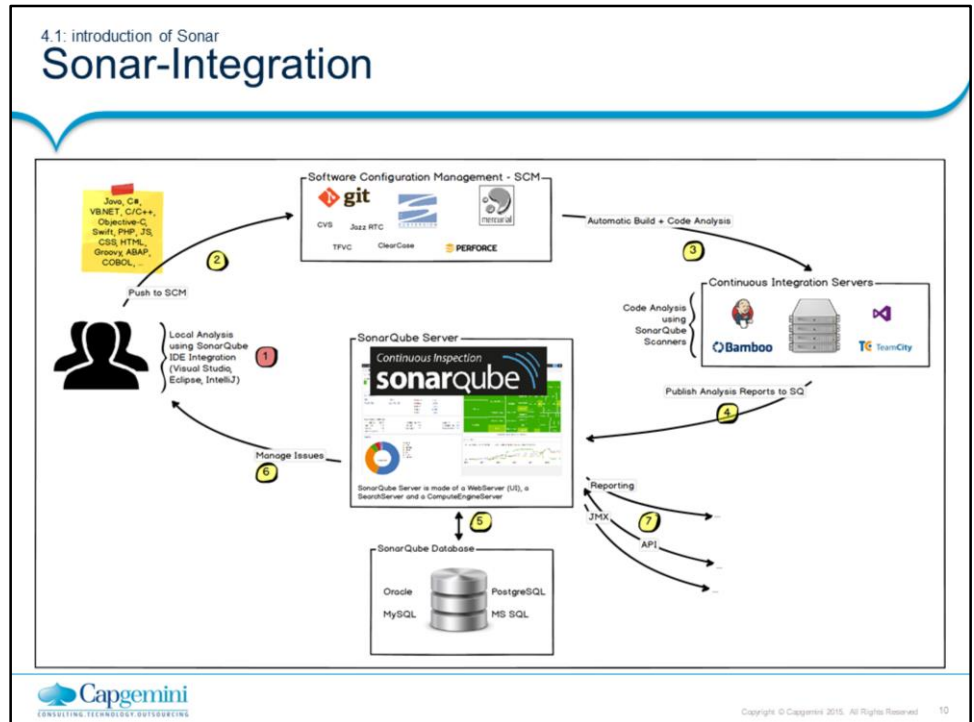 4.1: introduction of Sonar
Sonar-Integration
Java, C#,
VB.NET, C/C++,
Objective-C,
Swift, PHP, JS,
CSS, HTML,
Groovy, ABAP,
COBOL, ...
Software Configuration Management - SCM
git
SUBVERSION
mercurial
CVS
Jazz RTC
TFVC
ClearCase
PERFORCE
2
Push to SCM
Automatic Build + Code Analysis
3
Continuous Integration Servers
Code Analysis
using
SonarQube
Scanners
Bamboo
TC TeamCity
Local Analysis
using SonarQube
IDE Integration
(Visual Studio,
Eclipse, IntelliJ)
1
SonarQube Server
Continuous Inspection
sonarqube
SonarQube Server is made of a WebServer (UI), a
SearchServer and a ComputeEngineServer
Publish Analysis Reports to SQ
4
Manage Issues
6
5
Reporting
JMX
7
API
...
...
...
SonarQube Database
Oracle
PostgreSQL
MySQL
MS SQL
Capgemini
CONSULTING.TECHNOLOGY.OUTSOURCING
Copyright © Capgemini 2015. All Rights Reserved
10